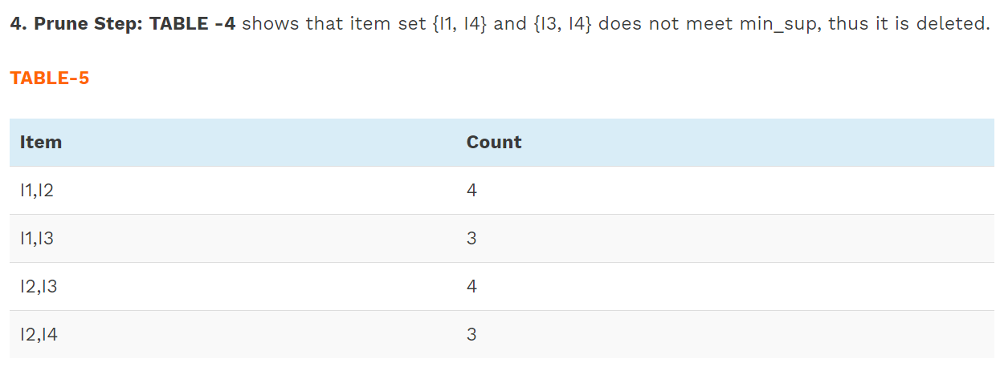 4. Prune Step: TABLE -4 shows that item set {I1, I4} and {I3, I4} does not meet min_sup, thus it is deleted.
TABLE-5
Item Count
I1,I2 4
I1,I3 3
I2,I3 4
I2,I4 3